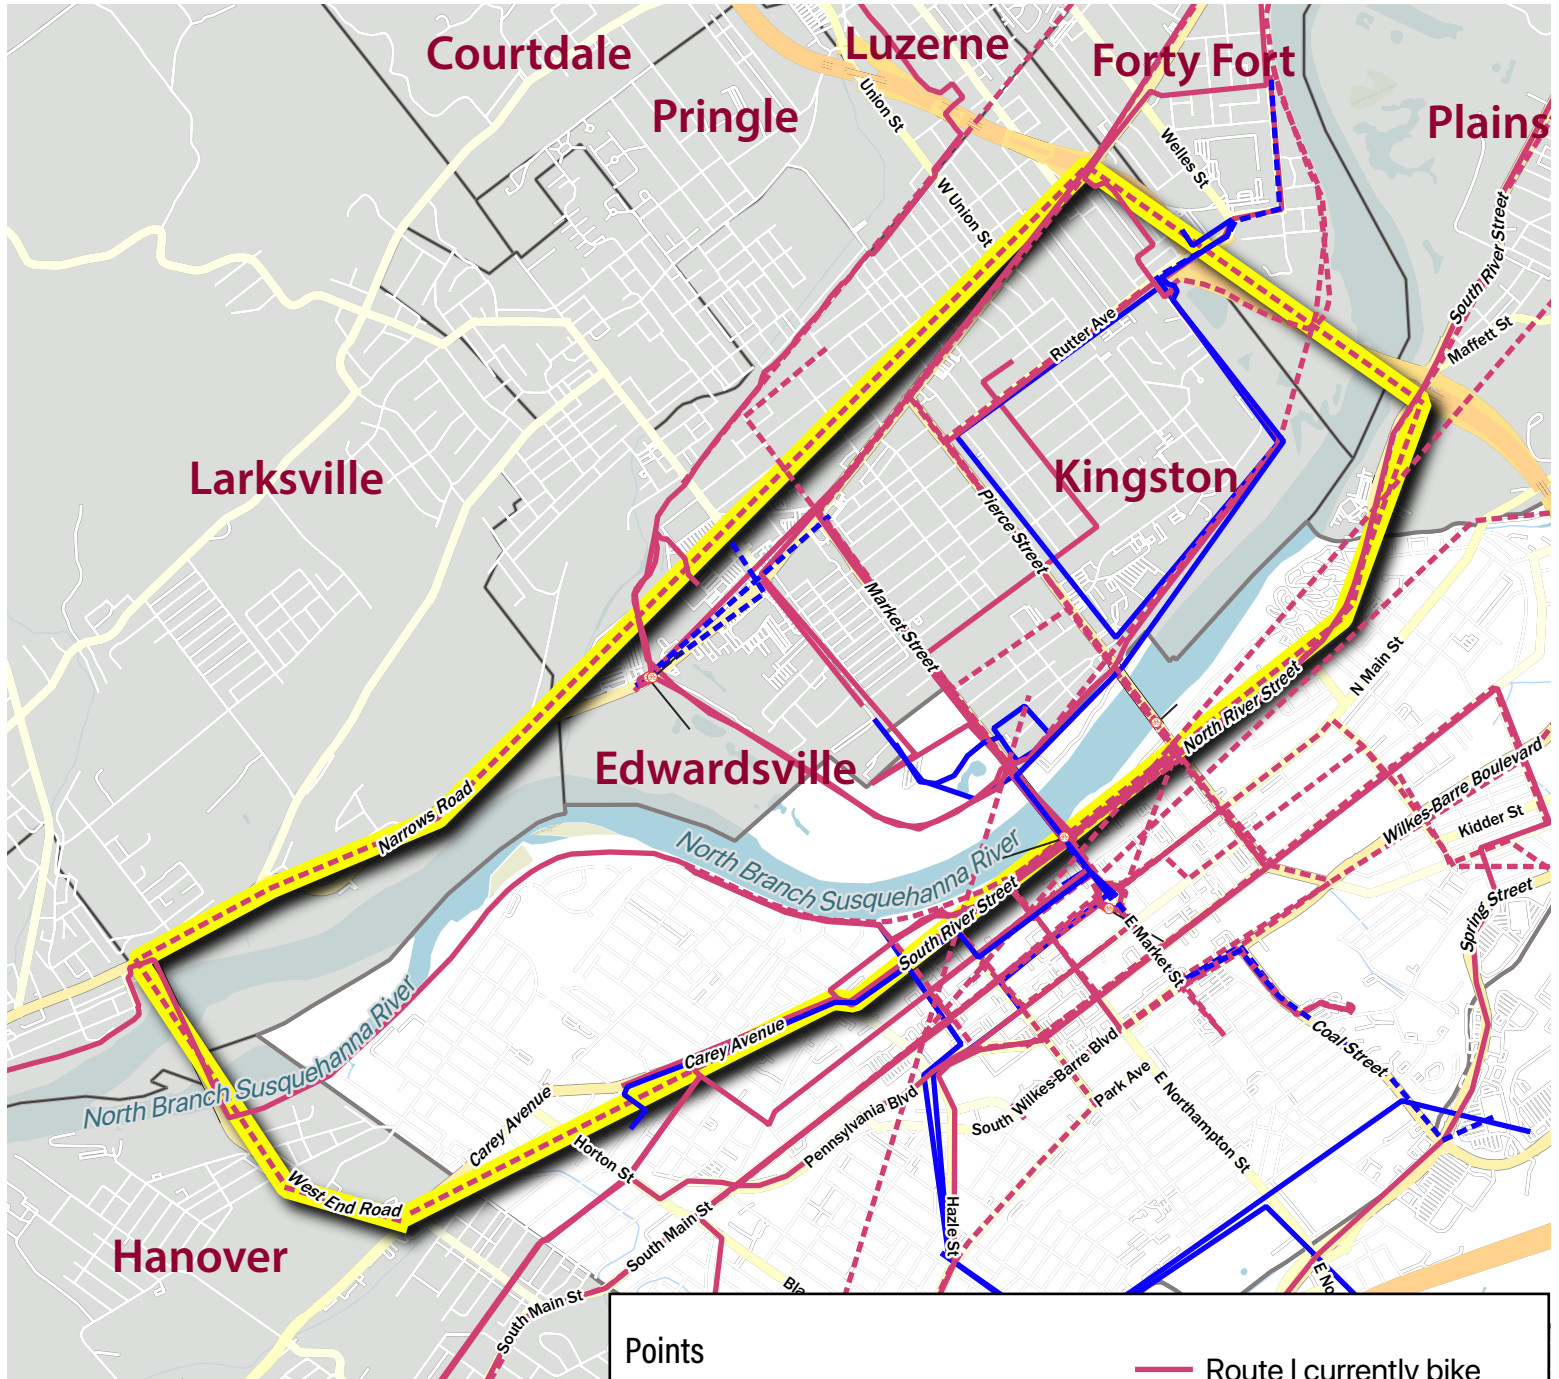 Courtdale
Luzerne
Forty Fort
Pringle
Plains
Union St
Welles St
W Union St
South River Street
Maffett St
Rutter Ave
Larksville
Kingston
Pierce Street
Market Street
N Main St
North River Street
Edwardsville
Wilkes-Barre Boulevard
Narrows Road
Kidder St
North Branch Susquehanna River
South River Street
Spring Street
E Market St
North Branch Susquehanna River
Carey Avenue
Coal Street
South Wilkes-Barre Blvd
Park Ave
Carey Avenue
Pennsylvania Blvd
E Northampton St
Horton St
West End Road
Hazle St
South Main St
Hanover
E No
Bla
South Main St
Points
Route I currently bike